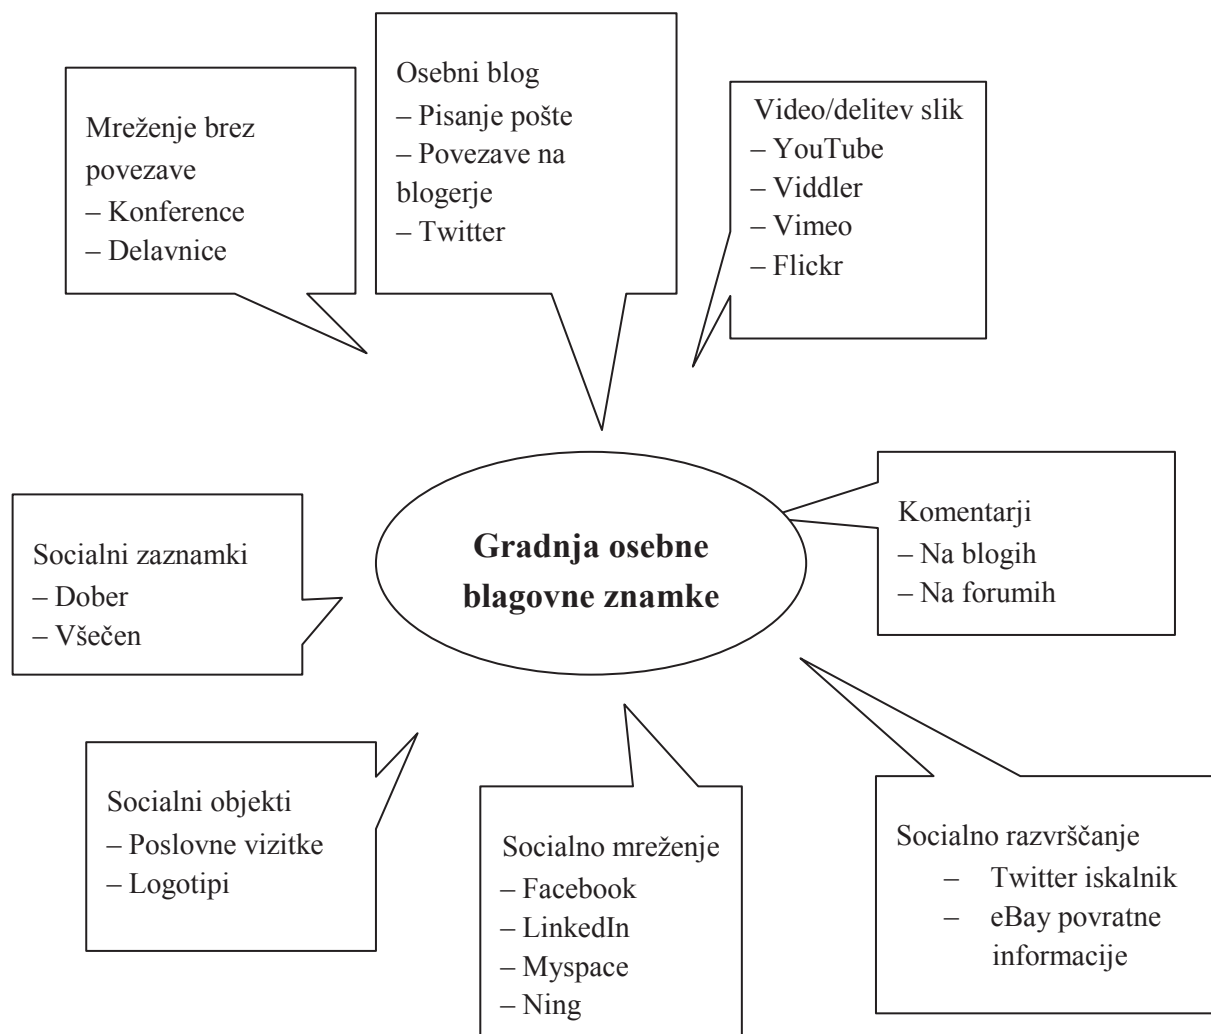 Mreženje brez
povezave
– Konference
– Delavnice
Osebni blog
– Pisanje pošte
– Povezave na
blogerje
– Twitter
Video/delitev slik
– YouTube
– Viddler
– Vimeo
– Flickr
Gradnja osebne
blagovne znamke
Komentarji
– Na blogih
– Na forumih
Socialni zaznamki
– Dober
– Všečen
Socialni objekti
– Poslovne vizitke
– Logotipi
Socialno mreženje
– Facebook
– LinkedIn
– Myspace
– Ning
Socialno razvrščanje
– Twitter iskalnik
– eBay povratne
informacije